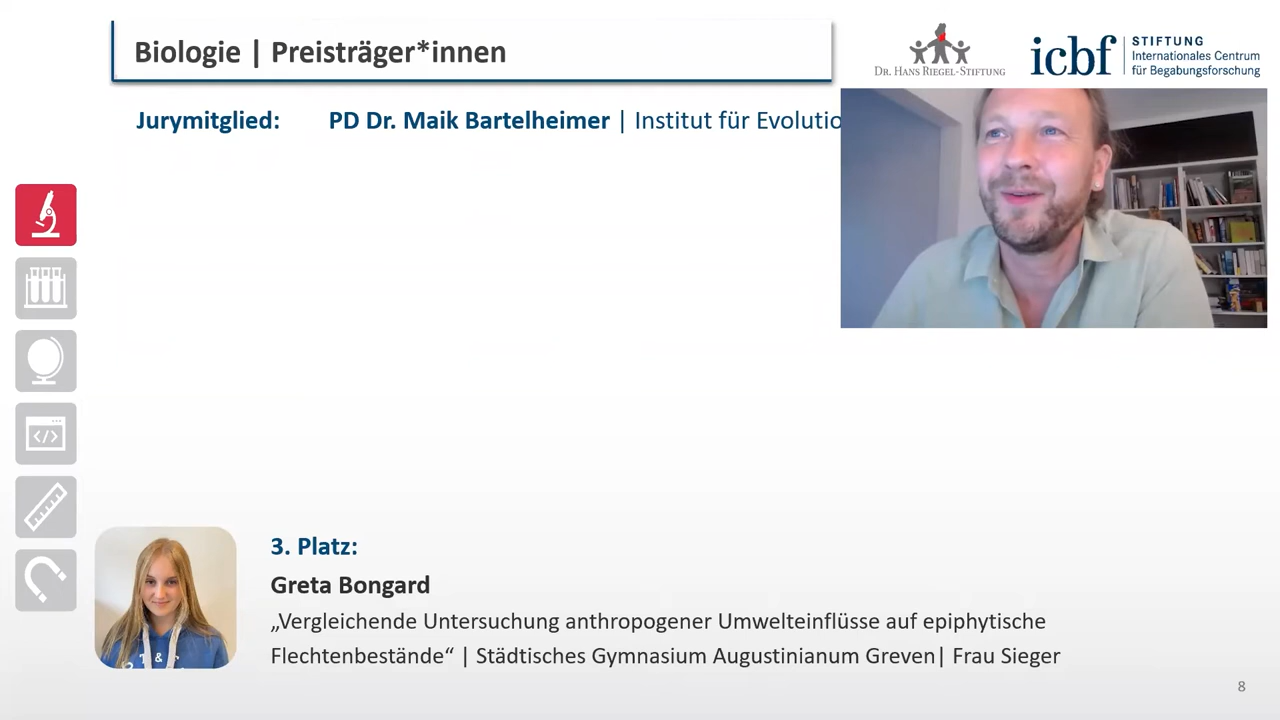 Biologie | Preisträger*innen
DR. HANS RIEGEL-STIFTUNG
icbf
STIFTUNG
Internationales Centrum
für Begabungsforschung
Jurymitglied: PD Dr. Maik Bartelheimer | Institut für Evolutio
</>
3. Platz:
Greta Bongard
„Vergleichende Untersuchung anthropogener Umwelteinflüsse auf epiphytische
Flechtenbestände“ | Städtisches Gymnasium Augustinianum Greven| Frau Sieger
8